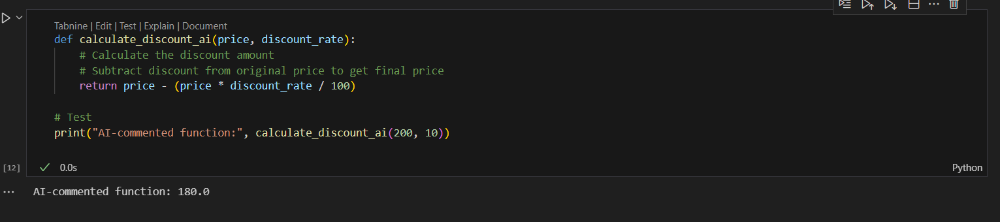 Tabnine | Edit | Test | Explain | Document
def calculate_discount_ai(price, discount_rate):
    # Calculate the discount amount
    # Subtract discount from original price to get final price
    return price - (price * discount_rate / 100)

# Test
print("AI-commented function:", calculate_discount_ai(200, 10))
[12] 0.0s Python
AI-commented function: 180.0